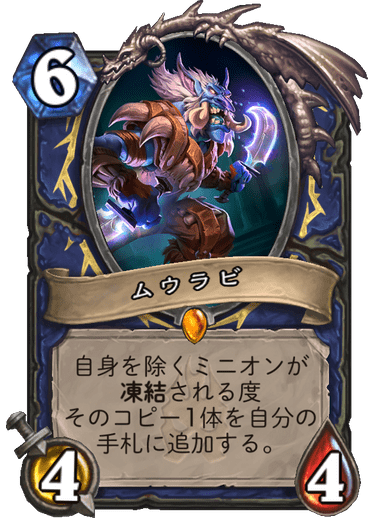 6
ムウラビ
自身を除くミニオンが
凍結される度
そのコピー1体を自分の
手札に追加する。
4
4